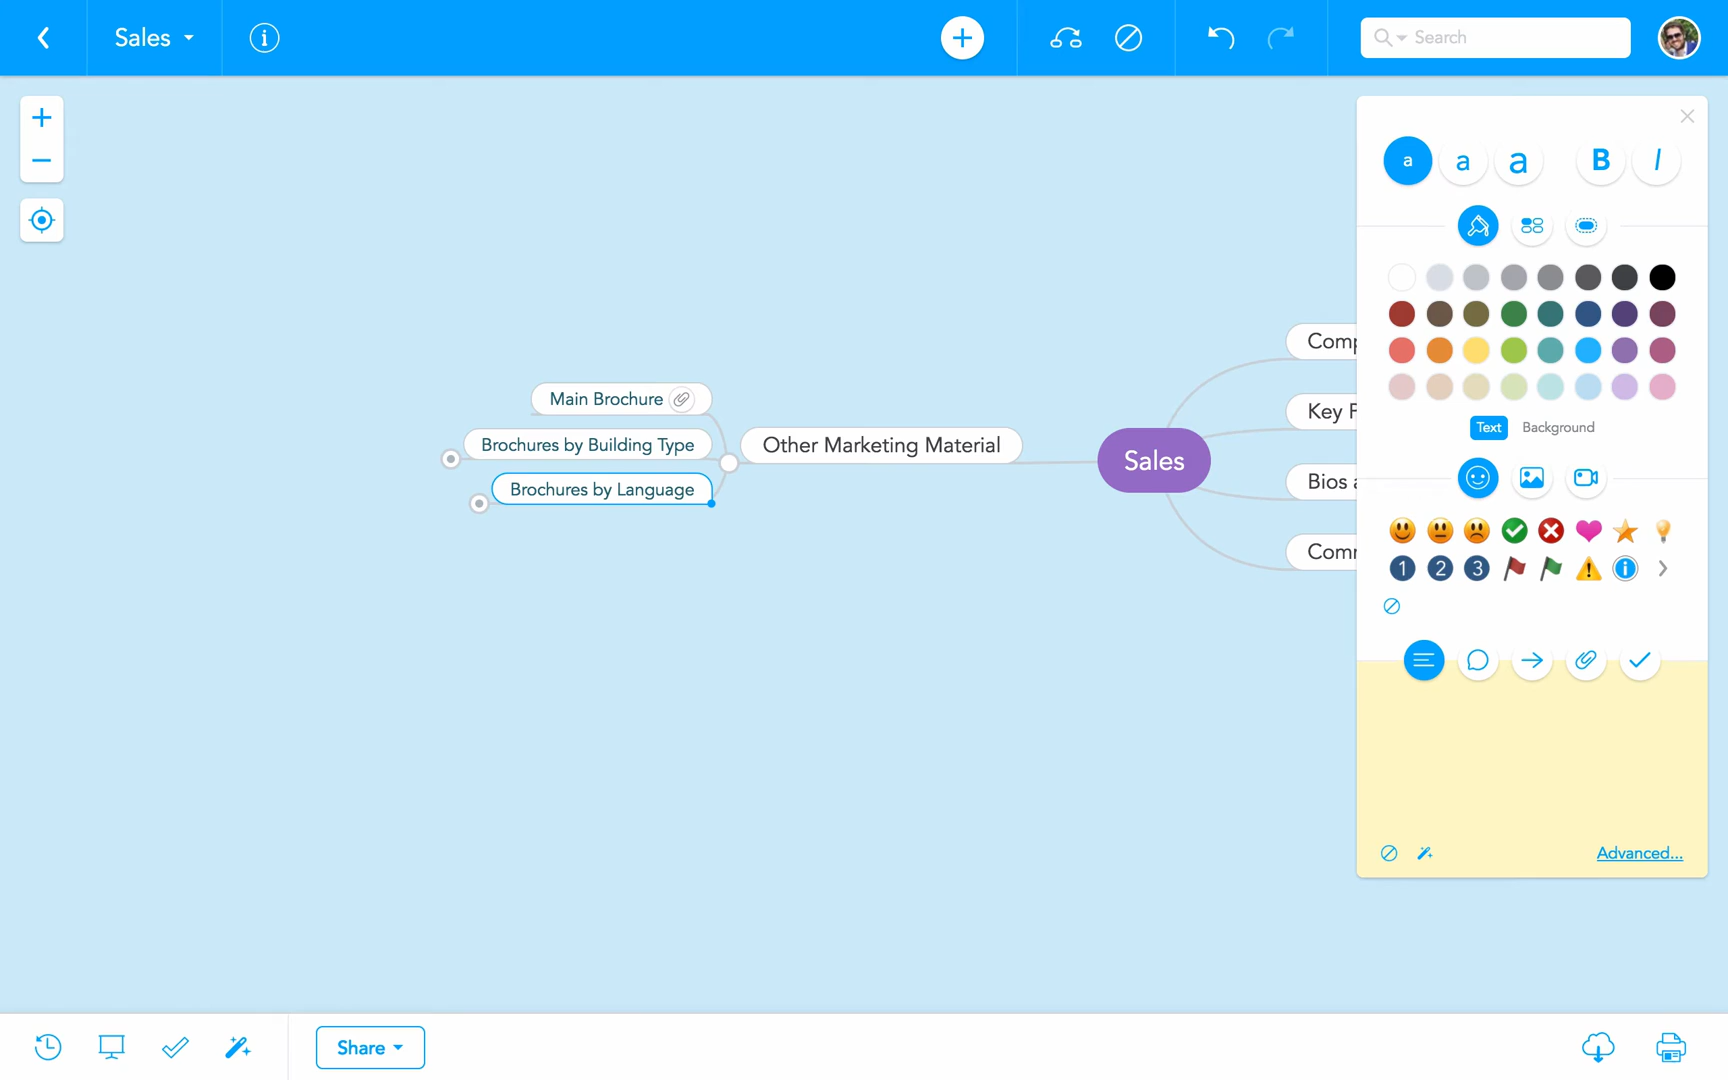 Sales
Search
a a a B I
Comp
Main Brochure
Key F
Brochures by Building Type
Other Marketing Material
Sales
Text Background
Bios a
Brochures by Language
Com
1 2 3
Advanced...
Share